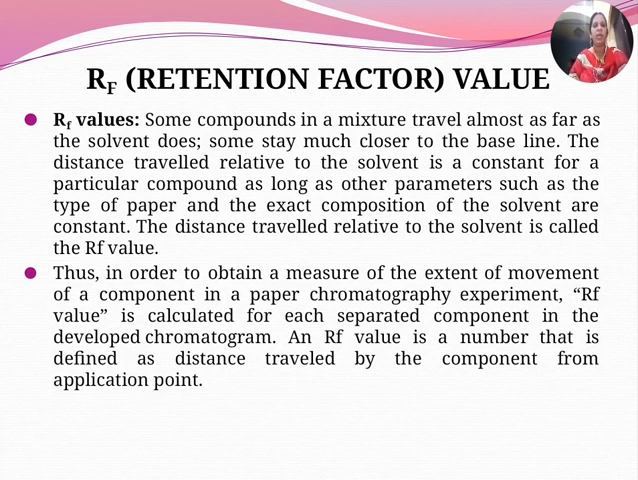 R_F (RETENTION FACTOR) VALUE
R_f values: Some compounds in a mixture travel almost as far as
the solvent does; some stay much closer to the base line. The
distance travelled relative to the solvent is a constant for a
particular compound as long as other parameters such as the
type of paper and the exact composition of the solvent are
constant. The distance travelled relative to the solvent is called
the Rf value.
Thus, in order to obtain a measure of the extent of movement
of a component in a paper chromatography experiment, “Rf
value” is calculated for each separated component in the
developed chromatogram. An Rf value is a number that is
defined as distance traveled by the component from
application point.